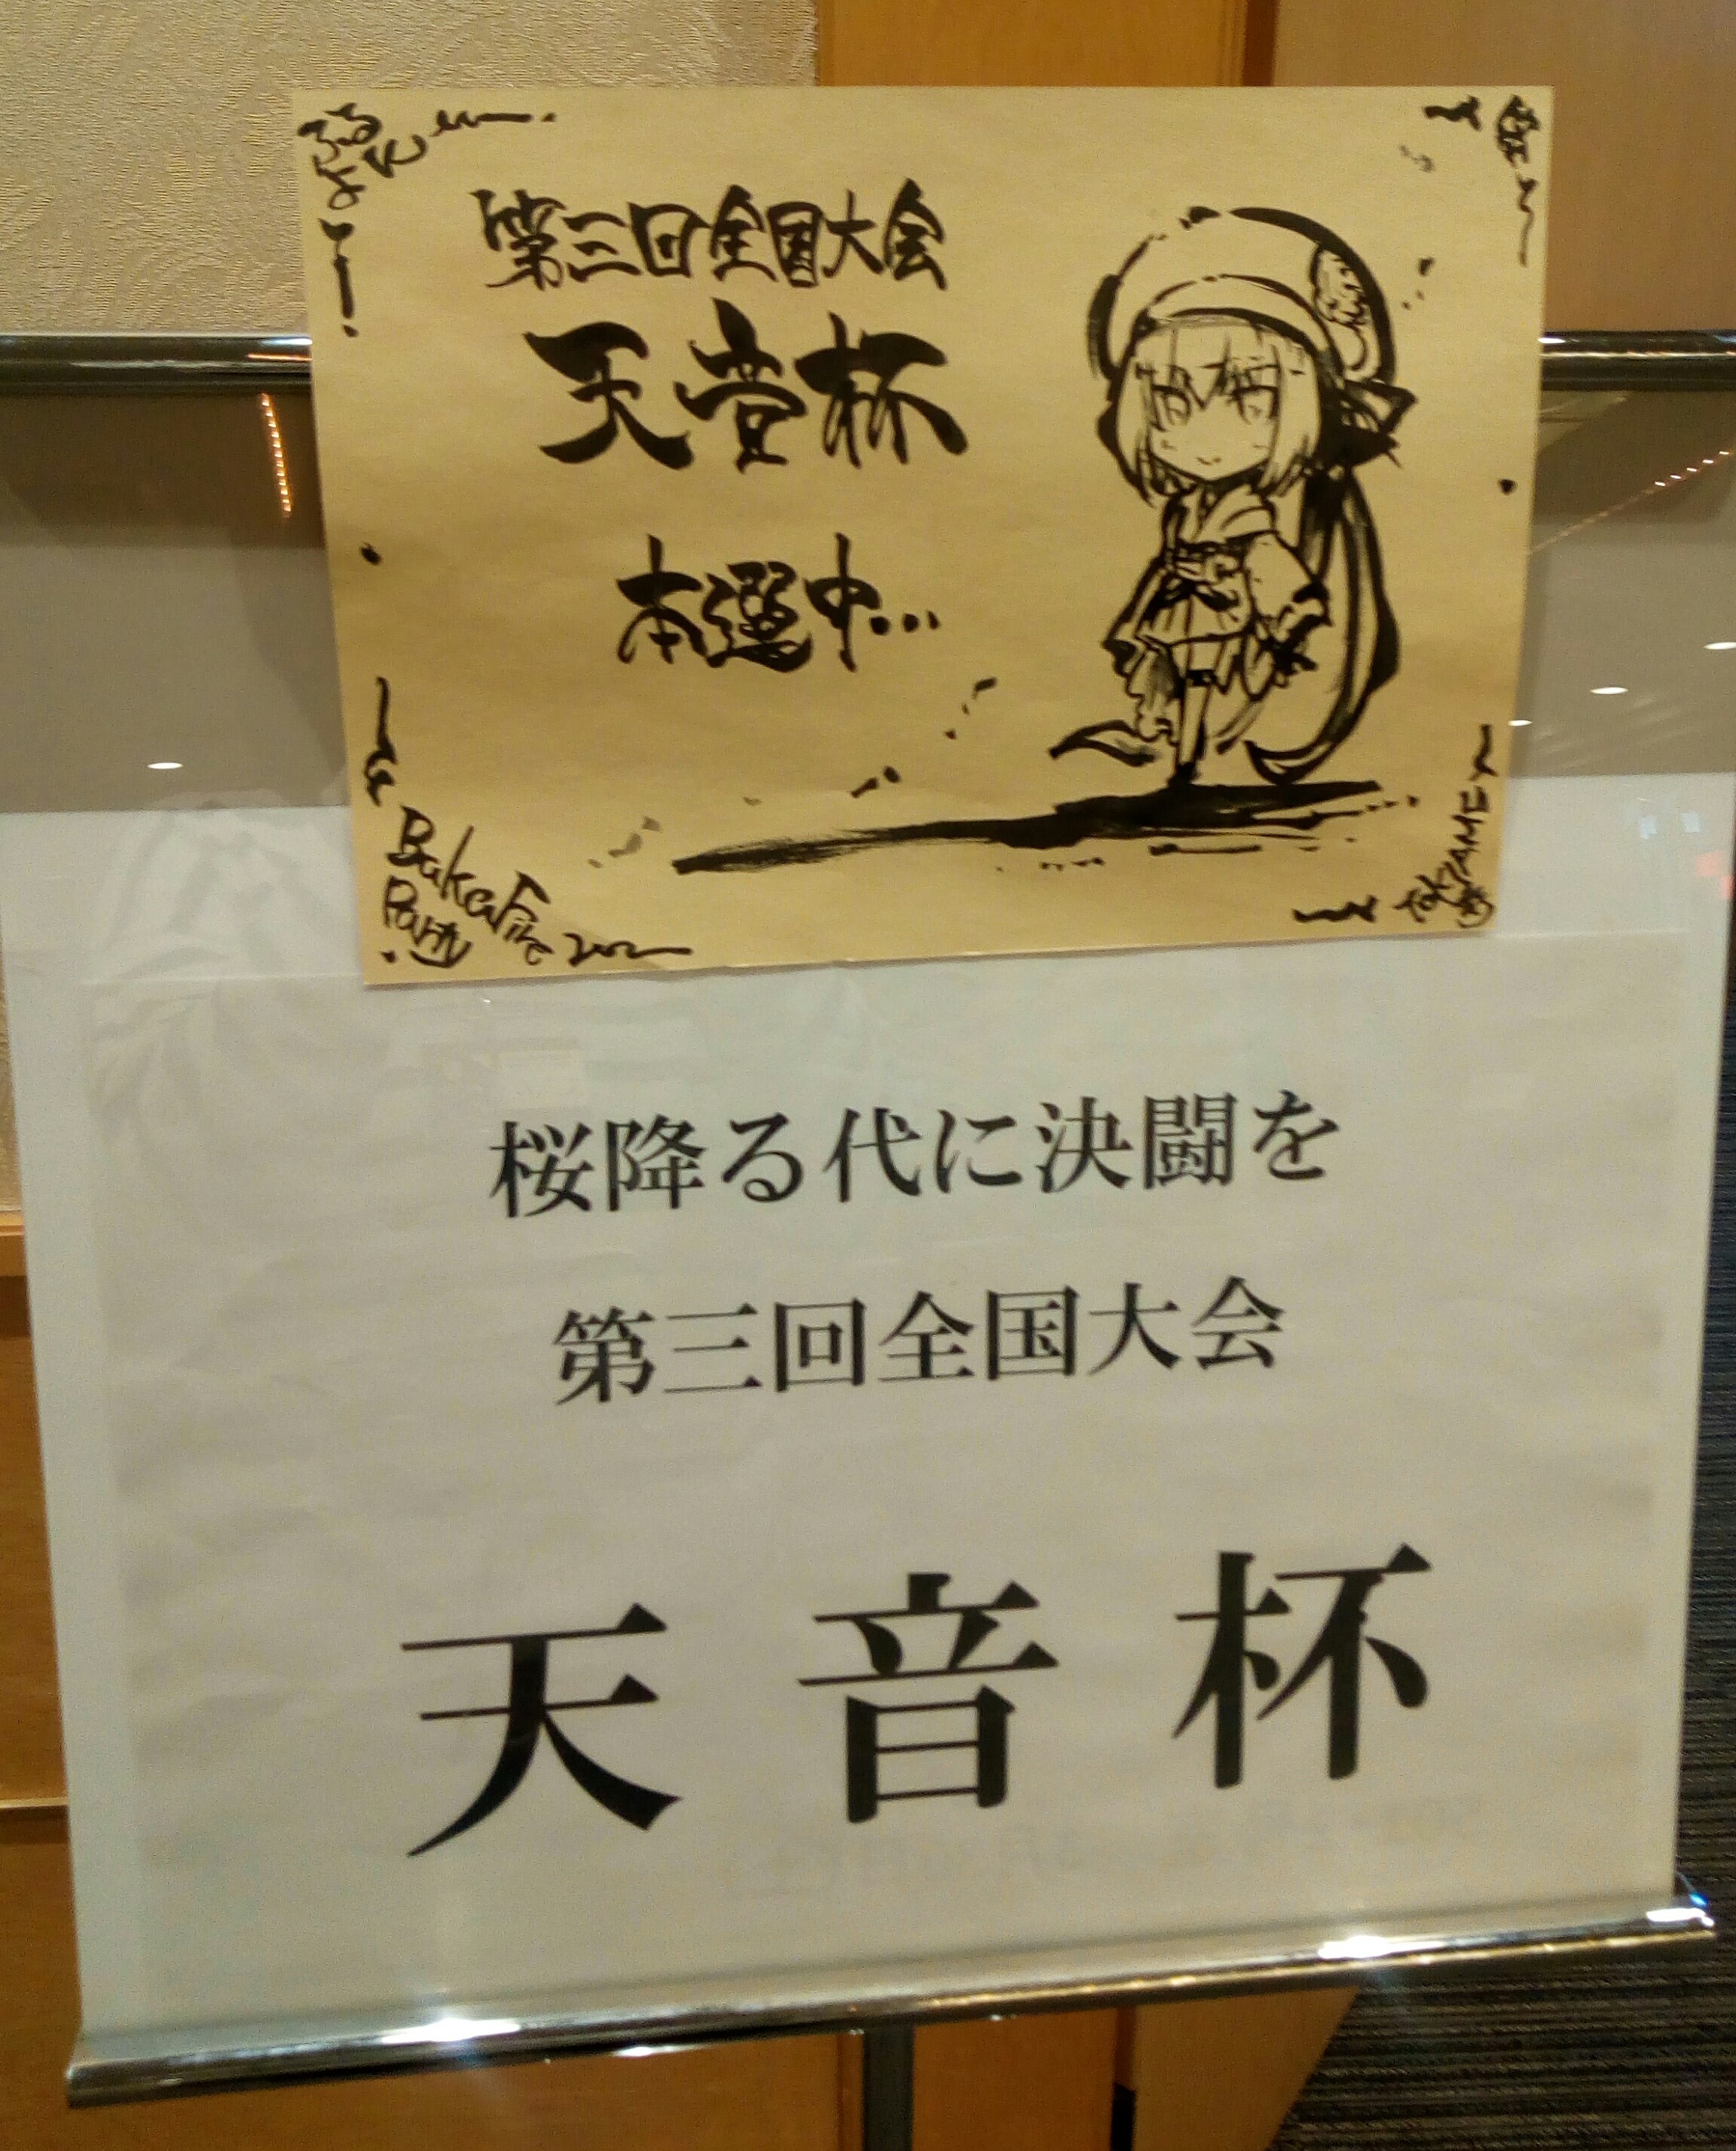 第三回全国大会
天音杯
本選中...
BakaFire
Party
TOKIAME
桜降る代に決闘を
第三回全国大会
天音杯